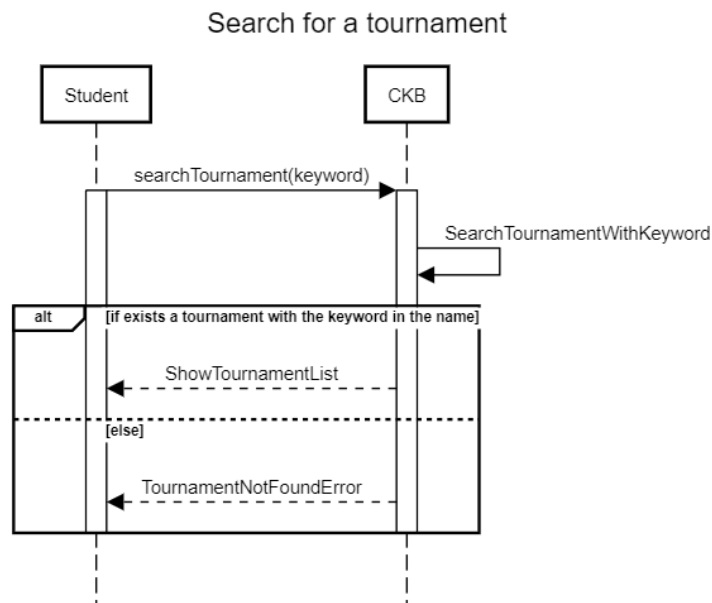 Search for a tournament
Student
CKB
searchTournament(keyword)
SearchTournamentWithKeyword
alt
[if exists a tournament with the keyword in the name]
ShowTournamentList
[else]
TournamentNotFoundError